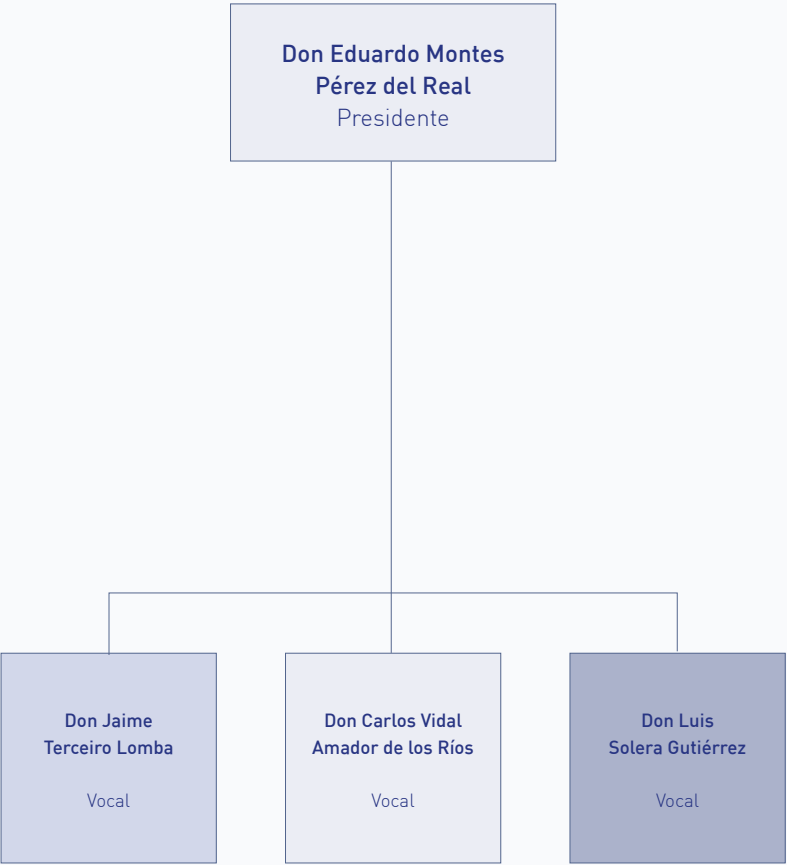 Don Eduardo Montes
Pérez del Real
Presidente
Don Jaime
Terceiro Lomba
Vocal
Don Carlos Vidal
Amador de los Ríos
Vocal
Don Luis
Solera Gutiérrez
Vocal